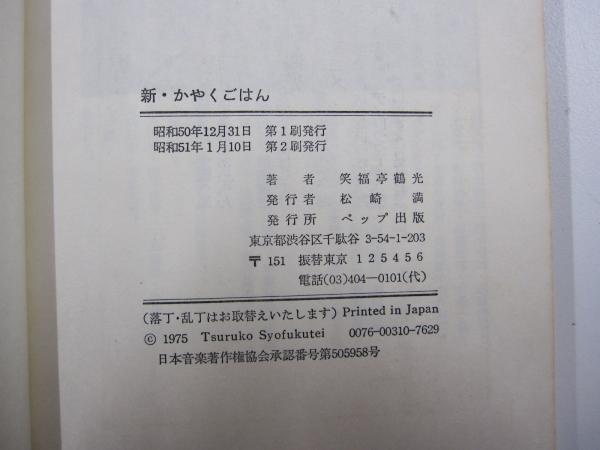 新・かやくごはん
昭和50年12月31日 第1刷発行
昭和51年1月10日 第2刷発行
著者 笑福亭鶴光
発行者 松崎満
発行所 ペップ出版
東京都渋谷区千駄谷 3-54-1-203
〒151 振替東京 125456
電話(03)404―0101(代)
(落丁・乱丁はお取替えいたします) Printed in Japan
© 1975 Tsuruko Syofukutei 0076-00310-7629
日本音楽著作権協会承認番号第505958号